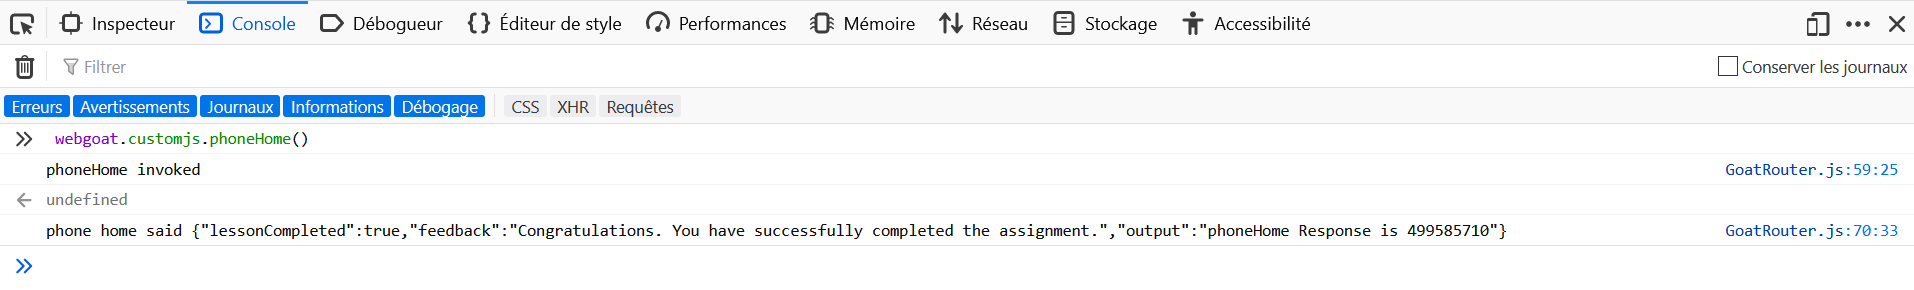 Inspecteur Console Débogueur Éditeur de style Performances Mémoire Réseau Stockage Accessibilité
Filtrer Conserver les journaux
Erreurs Avertissements Journaux Informations Débogage CSS XHR Requêtes
webgoat.customjs.phoneHome()
phoneHome invoked GoatRouter.js:59:25
undefined
phone home said {"lessonCompleted":true,"feedback":"Congratulations. You have successfully completed the assignment.","output":"phoneHome Response is 499585710"} GoatRouter.js:70:33